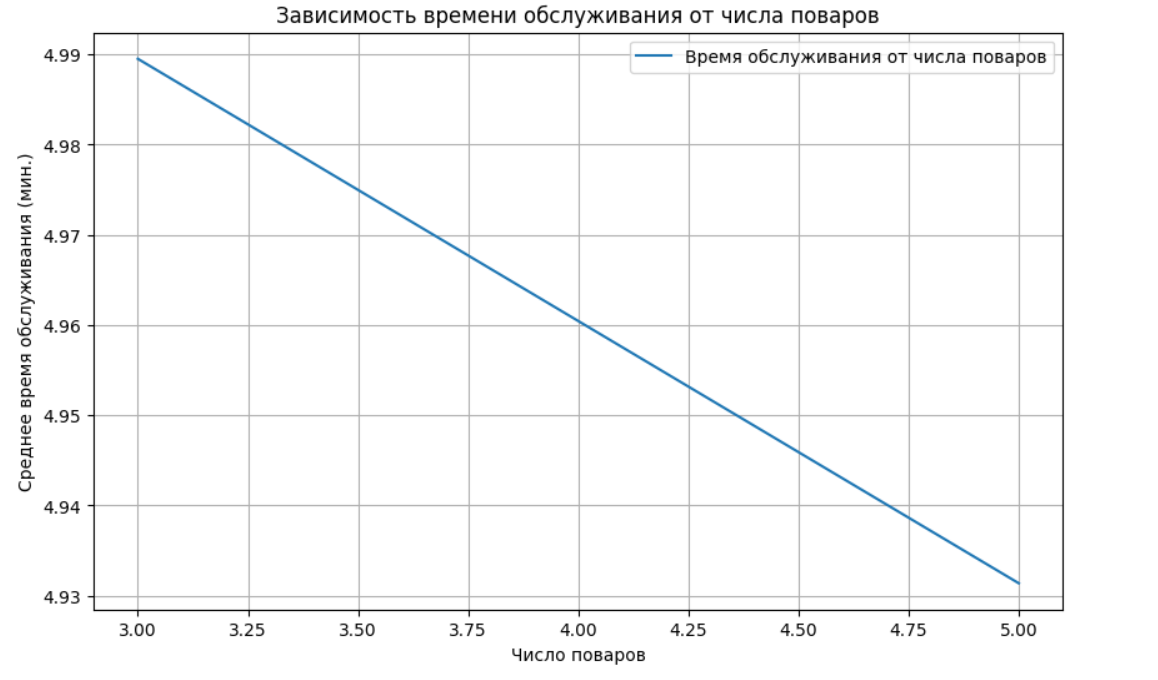 Зависимость времени обслуживания от числа поваров
Время обслуживания от числа поваров
Среднее время обслуживания (мин.)
4.99
4.98
4.97
4.96
4.95
4.94
4.93
3.00 3.25 3.50 3.75 4.00 4.25 4.50 4.75 5.00
Число поваров